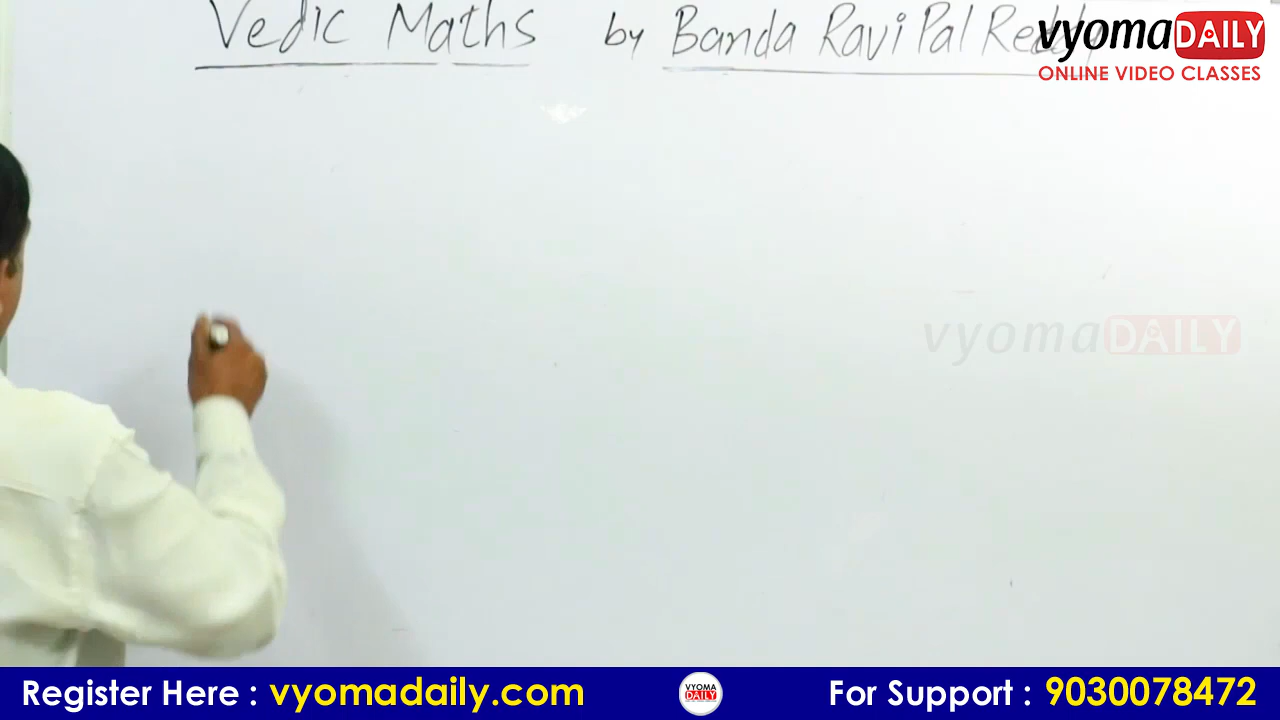 Vedic Maths by Banda Ravi Pal Reddy
vyomaDAILY
ONLINE VIDEO CLASSES
vyomaDAILY
Register Here : vyomadaily.com
VYOMA
DAILY
For Support : 9030078472